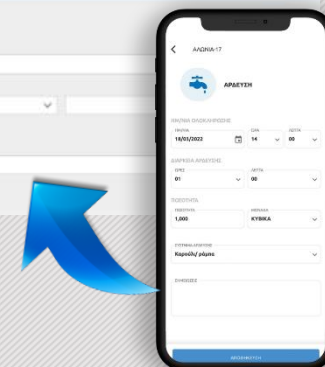 ΑΛΩΝΙΑ-17
ΑΡΔΕΥΣΗ
ΗΜ/ΝΙΑ ΟΛΟΚΛΗΡΩΣΗΣ
ΗΜ/ΝΙΑ ΩΡΑ ΛΕΠΤΑ
18/03/2022 14 00
ΔΙΑΡΚΕΙΑ ΑΡΔΕΥΣΗΣ
ΩΡΕΣ ΛΕΠΤΑ
01 00
ΠΟΣΟΤΗΤΑ
ΠΟΣΟΤΗΤΑ ΜΟΝΑΔΑ
1,000 ΚΥΒΙΚΑ
ΣΥΣΤΗΜΑ ΑΡΔΕΥΣΗΣ
Καρούλι/ ράμπα
ΣΗΜΕΙΩΣΕΙΣ
ΑΠΟΘΗΚΕΥΣΗ